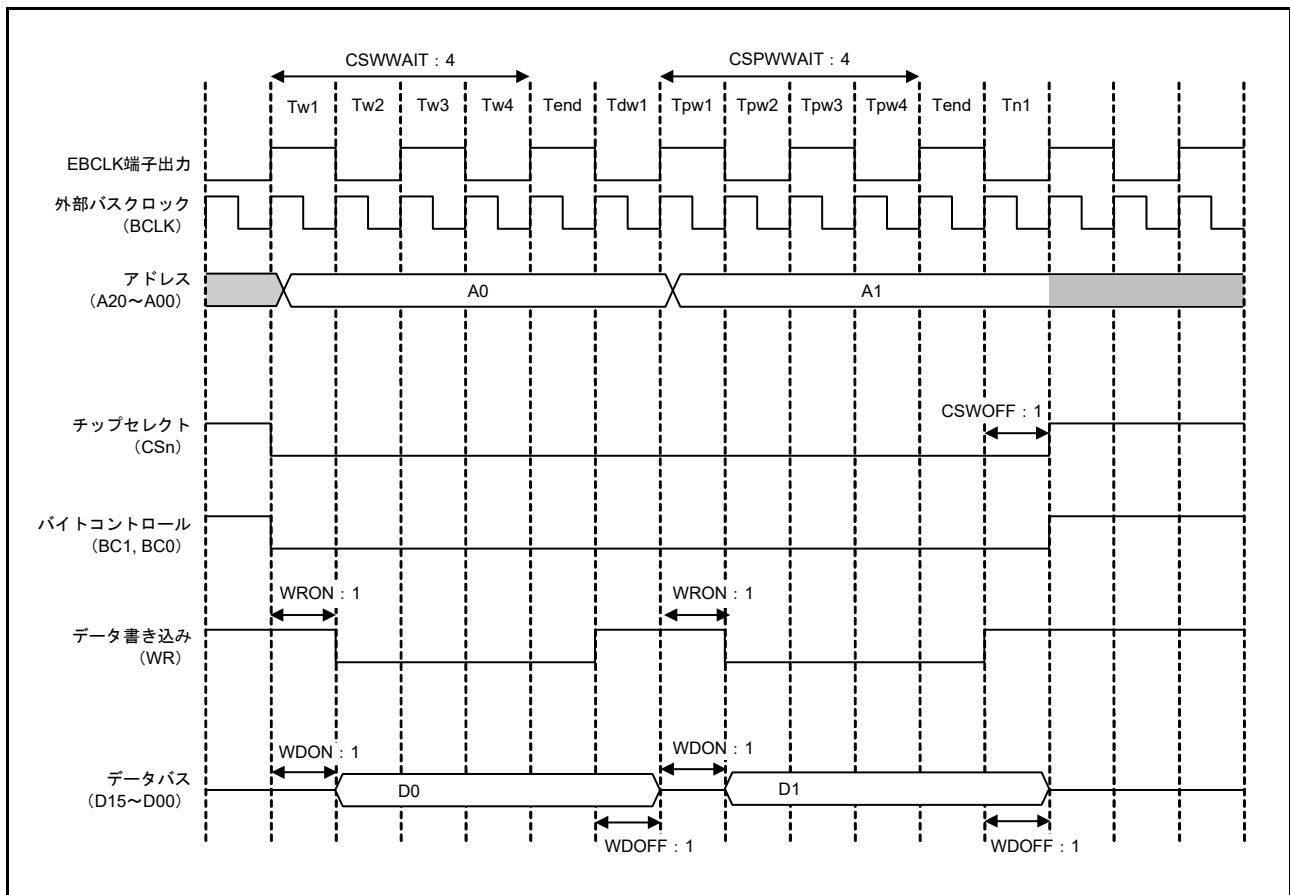 CSWWAIT：4 CSPWWAIT：4
Tw1 Tw2 Tw3 Tw4 Tend Tdw1 Tpw1 Tpw2 Tpw3 Tpw4 Tend Tn1
EBCLK端子出力
外部バスクロック
（BCLK）
アドレス
（A20～A00）
A0 A1
CSWOFF：1
チップセレクト
（CSn）
バイトコントロール
（BC1, BC0）
WRON：1 WRON：1
データ書き込み
（WR）
WDON：1 WDON：1
データバス
（D15～D00）
D0 D1
WDOFF：1 WDOFF：1